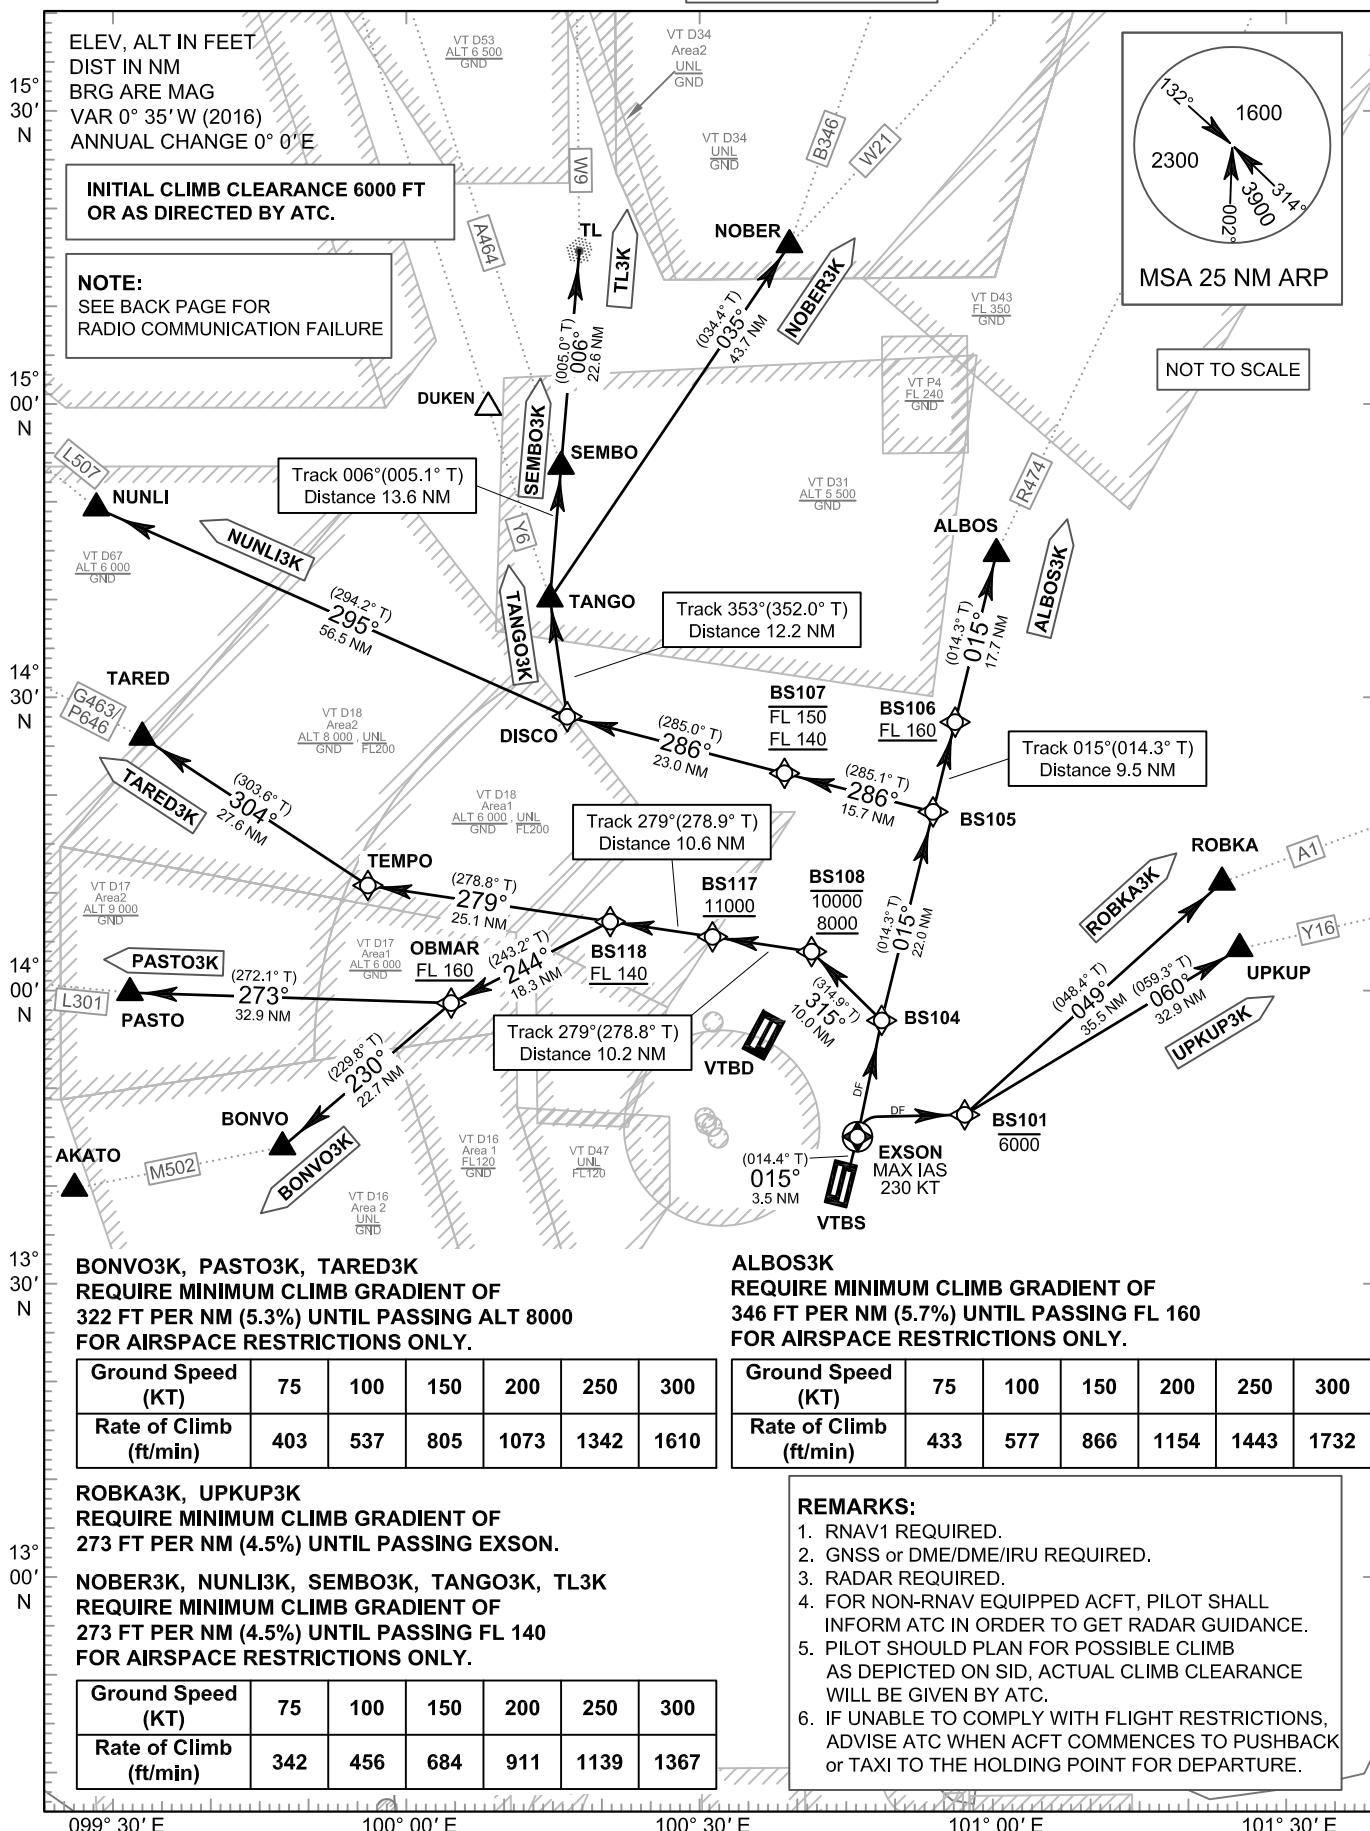 ELEV, ALT IN FEET
DIST IN NM
BRG ARE MAG
VAR 0° 35' W (2016)
ANNUAL CHANGE 0° 0' E
INITIAL CLIMB CLEARANCE 6000 FT
OR AS DIRECTED BY ATC.
NOTE:
SEE BACK PAGE FOR
RADIO COMMUNICATION FAILURE
15°
30'
N
15°
00'
N
14°
30'
N
14°
00'
N
13°
30'
N
13°
00'
N
VT D53
ALT 6 500
GND
VT D34
Area2
UNL
GND
VT D34
UNL
GND
B346
W21
W9
A464
132°
1600
2300
3900
314°
002°
MSA 25 NM ARP
NOT TO SCALE
TL
TL3K
NOBER
NOBER3K
VT D43
FL 350
GND
(005.0° T)
006°
22.6 NM
(034.4° T)
035°
43.7 NM
VT P4
FL 240
GND
DUKEN
SEMBO3K
SEMBO
R474
L507
NUNLI
Track 006°(005.1° T)
Distance 13.6 NM
VT D31
ALT 5 500
GND
Y6
NUNLI3K
ALBOS
ALBOS3K
VT D67
ALT 6 000
GND
(294.2° T)
295°
56.5 NM
TANGO3K
TANGO
Track 353°(352.0° T)
Distance 12.2 NM
(014.3° T)
015°
17.7 NM
TARED
G463/
P646
VT D18
Area2
ALT 8 000 , UNL
GND FL200
DISCO
(285.0° T)
286°
23.0 NM
BS107
FL 150
FL 140
BS106
FL 160
Track 015°(014.3° T)
Distance 9.5 NM
TARED3K
(303.6° T)
304°
27.6 NM
VT D18
Area1
ALT 6 000 , UNL
GND FL200
(285.1° T)
286°
15.7 NM
BS105
Track 279°(278.9° T)
Distance 10.6 NM
ROBKA
A1
TEMPO
(278.8° T)
279°
25.1 NM
BS117
11000
BS108
10000
8000
ROBKA3K
VT D17
Area2
ALT 9 000
GND
(014.3° T)
015°
22.0 NM
Y16
PASTO3K
VT D17
Area1
ALT 6 000
GND
OBMAR
FL 160
(243.2° T)
244°
18.3 NM
BS118
FL 140
UPKUP
L301
PASTO
(272.1° T)
273°
32.9 NM
(314.9° T)
315°
10.0 NM
(048.4° T)
049°
35.5 NM
(059.3° T)
060°
32.9 NM
UPKUP3K
Track 279°(278.8° T)
Distance 10.2 NM
BS104
VTBD
(229.8° T)
230°
22.7 NM
BONVO
DF
DF
BS101
6000
AKATO
M502
BONVO3K
VT D16
Area 1
FL120
GND
VT D47
UNL
FL120
VT D16
Area 2
UNL
GND
(014.4° T)
015°
3.5 NM
EXSON
MAX IAS
230 KT
VTBS
BONVO3K, PASTO3K, TARED3K
REQUIRE MINIMUM CLIMB GRADIENT OF
322 FT PER NM (5.3%) UNTIL PASSING ALT 8000
FOR AIRSPACE RESTRICTIONS ONLY.
Ground Speed (KT) 75 100 150 200 250 300
Rate of Climb (ft/min) 403 537 805 1073 1342 1610
ALBOS3K
REQUIRE MINIMUM CLIMB GRADIENT OF
346 FT PER NM (5.7%) UNTIL PASSING FL 160
FOR AIRSPACE RESTRICTIONS ONLY.
Ground Speed (KT) 75 100 150 200 250 300
Rate of Climb (ft/min) 433 577 866 1154 1443 1732
ROBKA3K, UPKUP3K
REQUIRE MINIMUM CLIMB GRADIENT OF
273 FT PER NM (4.5%) UNTIL PASSING EXSON.
NOBER3K, NUNLI3K, SEMBO3K, TANGO3K, TL3K
REQUIRE MINIMUM CLIMB GRADIENT OF
273 FT PER NM (4.5%) UNTIL PASSING FL 140
FOR AIRSPACE RESTRICTIONS ONLY.
Ground Speed (KT) 75 100 150 200 250 300
Rate of Climb (ft/min) 342 456 684 911 1139 1367
REMARKS:
1. RNAV1 REQUIRED.
2. GNSS or DME/DME/IRU REQUIRED.
3. RADAR REQUIRED.
4. FOR NON-RNAV EQUIPPED ACFT, PILOT SHALL
INFORM ATC IN ORDER TO GET RADAR GUIDANCE.
5. PILOT SHOULD PLAN FOR POSSIBLE CLIMB
AS DEPICTED ON SID, ACTUAL CLIMB CLEARANCE
WILL BE GIVEN BY ATC.
6. IF UNABLE TO COMPLY WITH FLIGHT RESTRICTIONS,
ADVISE ATC WHEN ACFT COMMENCES TO PUSHBACK
or TAXI TO THE HOLDING POINT FOR DEPARTURE.
099° 30' E 100° 00' E 100° 30' E 101° 00' E 101° 30' E